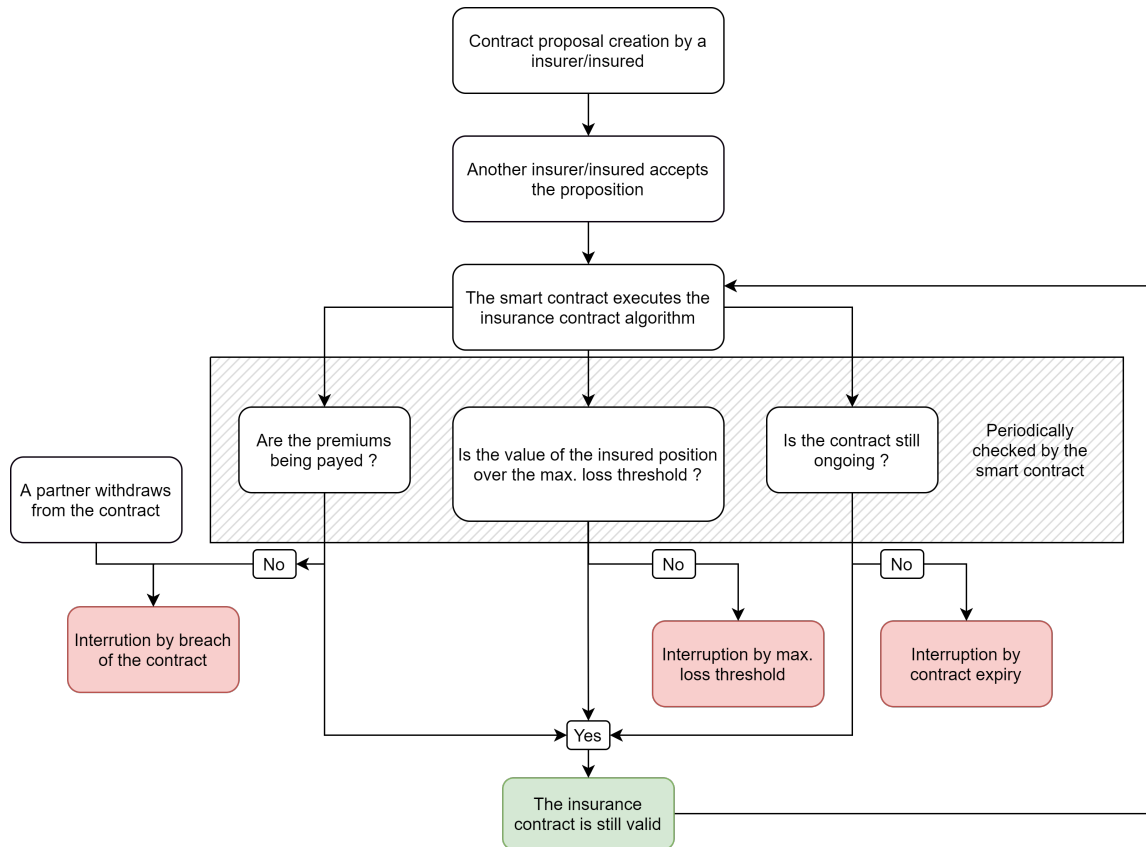 Contract proposal creation by a
insurer/insured
Another insurer/insured accepts
the proposition
The smart contract executes the
insurance contract algorithm
Are the premiums
being payed ?
Is the value of the insured position
over the max. loss threshold ?
Is the contract still
ongoing ?
Periodically
checked by the
smart contract
A partner withdraws
from the contract
No
No
No
Interrution by breach
of the contract
Interruption by max.
loss threshold
Interruption by
contract expiry
Yes
The insurance
contract is still valid